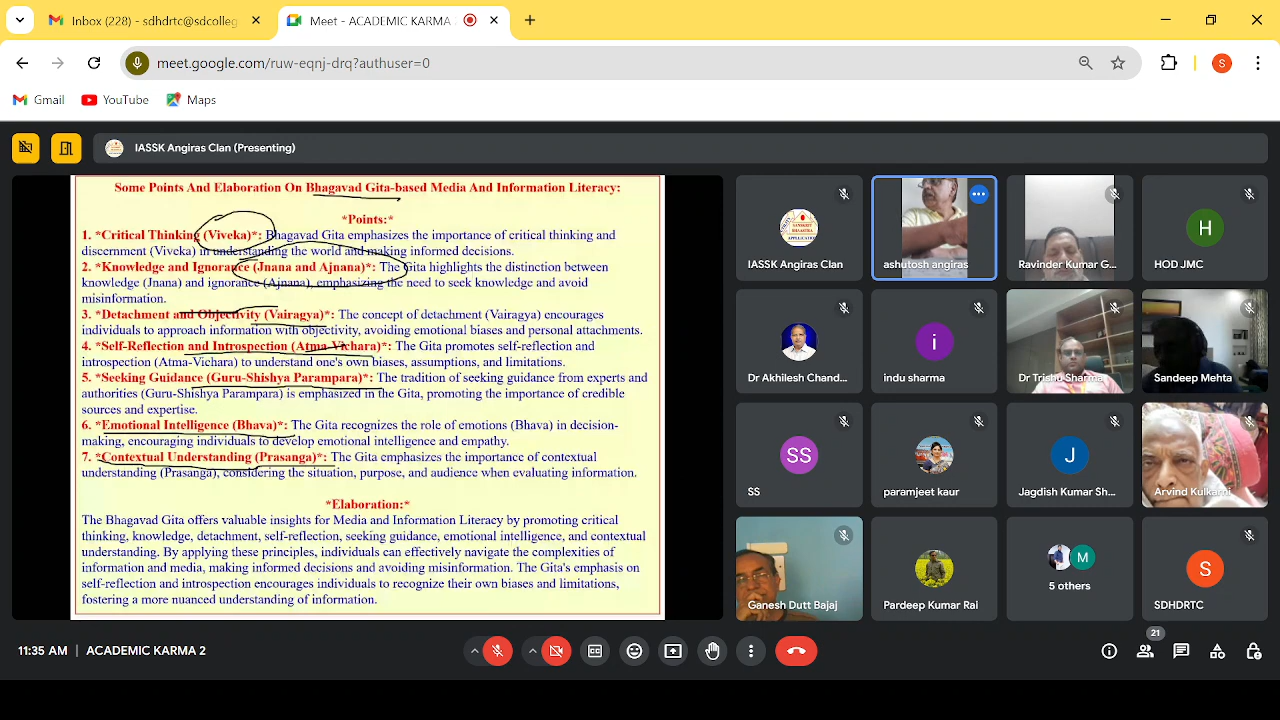 Inbox (228) - sdhdrtc@sdcolleg
Meet - ACADEMIC KARMA
meet.google.com/ruw-eqnj-drq?authuser=0
S
Gmail
YouTube
Maps
IASSK Angiras Clan (Presenting)
Some Points And Elaboration On Bhagavad Gita-based Media And Information Literacy:
*Points:*
1. *Critical Thinking (Viveka)*: Bhagavad Gita emphasizes the importance of critical thinking and
discernment (Viveka) in understanding the world and making informed decisions.
2. *Knowledge and Ignorance (Jnana and Ajnana)*: The Gita highlights the distinction between
knowledge (Jnana) and ignorance (Ajnana), emphasizing the need to seek knowledge and avoid
misinformation.
3. *Detachment and Objectivity (Vairagya)*: The concept of detachment (Vairagya) encourages
individuals to approach information with objectivity, avoiding emotional biases and personal attachments.
4. *Self-Reflection and Introspection (Atma-Vichara)*: The Gita promotes self-reflection and
introspection (Atma-Vichara) to understand one's own biases, assumptions, and limitations.
5. *Seeking Guidance (Guru-Shishya Parampara)*: The tradition of seeking guidance from experts and
authorities (Guru-Shishya Parampara) is emphasized in the Gita, promoting the importance of credible
sources and expertise.
6. *Emotional Intelligence (Bhava)*: The Gita recognizes the role of emotions (Bhava) in decision-
making, encouraging individuals to develop emotional intelligence and empathy.
7. *Contextual Understanding (Prasanga)*: The Gita emphasizes the importance of contextual
understanding (Prasanga), considering the situation, purpose, and audience when evaluating information.
*Elaboration:*
The Bhagavad Gita offers valuable insights for Media and Information Literacy by promoting critical
thinking, knowledge, detachment, self-reflection, seeking guidance, emotional intelligence, and contextual
understanding. By applying these principles, individuals can effectively navigate the complexities of
information and media, making informed decisions and avoiding misinformation. The Gita's emphasis on
self-reflection and introspection encourages individuals to recognize their own biases and limitations,
fostering a more nuanced understanding of information.
IASSK Angiras Clan
ashutosh angiras
Ravinder Kumar G...
H
HOD JMC
Dr Akhilesh Chand...
i
indu sharma
Dr Trishu Sharma
Sandeep Mehta
SS
SS
paramjeet kaur
J
Jagdish Kumar Sh...
Arvind Kulkarni
Ganesh Dutt Bajaj
Pardeep Kumar Rai
M
5 others
S
SDHDRTC
11:35 AM
ACADEMIC KARMA 2
21